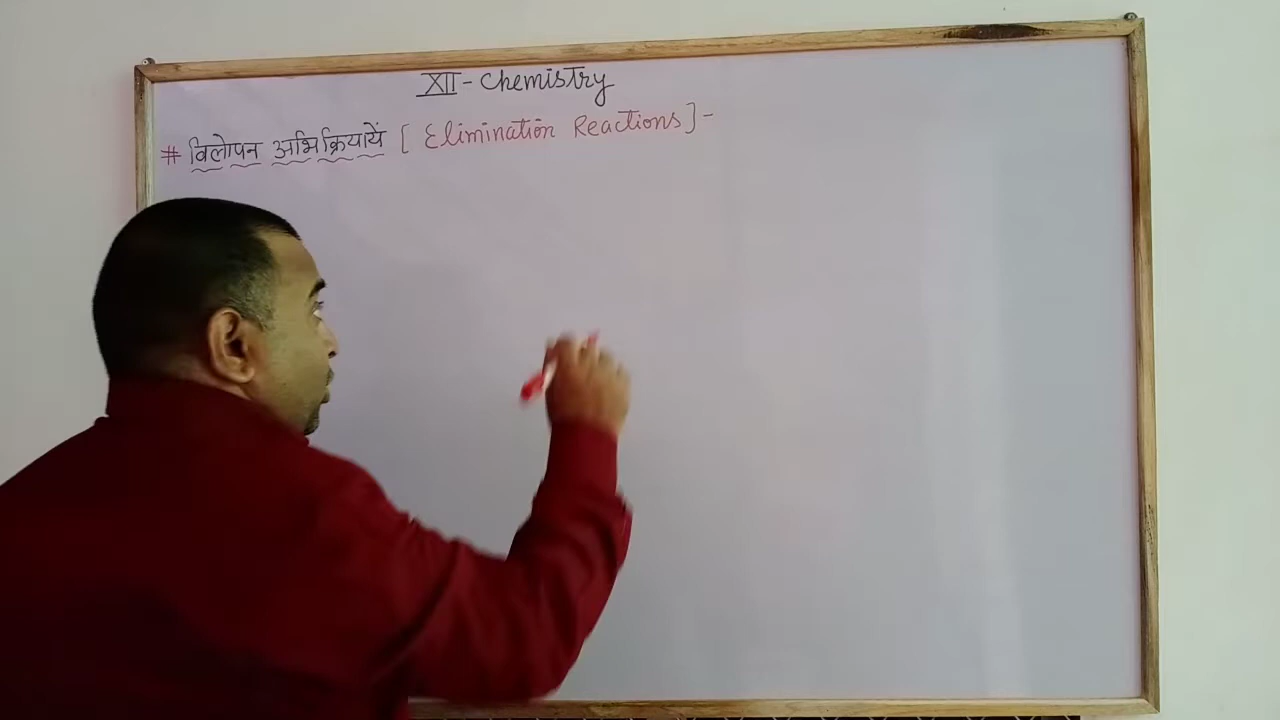 XII - Chemistry
# विलोपन अभिक्रियायें [ Elimination Reactions ] -